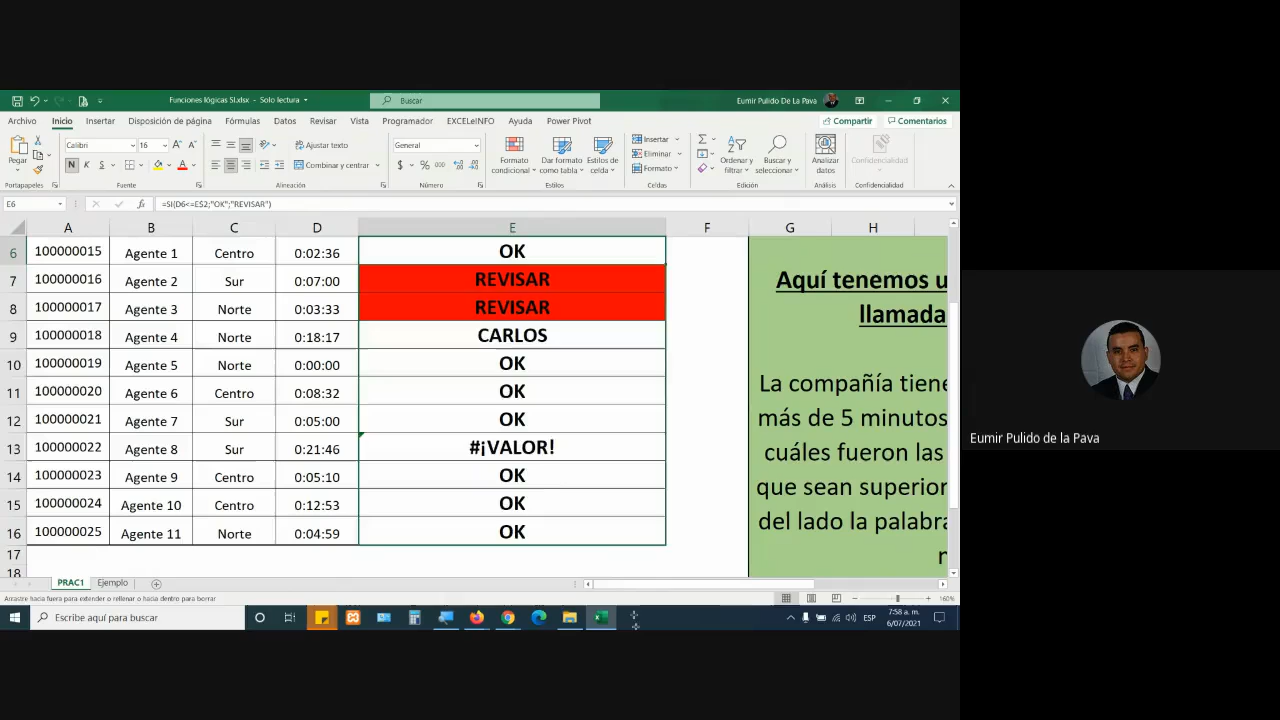 Funciones lógicas SI.xlsx - Solo lectura
Buscar
Eumir Pulido De La Pava
Archivo Inicio Insertar Disposición de página Fórmulas Datos Revisar Vista Programador EXCELeINFO Ayuda Power Pivot
Compartir Comentarios
Pegar
Calibri 16
N K S
Ajustar texto
Combinar y centrar
General
$ % 000
Formato condicional
Dar formato como tabla
Estilos de celda
Insertar
Eliminar
Formato
Ordenar y filtrar
Buscar y seleccionar
Analizar datos
Confidencialidad
Portapapeles Fuente Alineación Número Estilos Celdas Edición Análisis Confidencialidad
E6 fx =SI(D6<=E$2;"OK";"REVISAR")
A B C D E F G H
6 100000015 Agente 1 Centro 0:02:36 OK
7 100000016 Agente 2 Sur 0:07:00 REVISAR
8 100000017 Agente 3 Norte 0:03:33 REVISAR
9 100000018 Agente 4 Norte 0:18:17 CARLOS
10 100000019 Agente 5 Norte 0:00:00 OK
11 100000020 Agente 6 Centro 0:08:32 OK
12 100000021 Agente 7 Sur 0:05:00 OK
13 100000022 Agente 8 Sur 0:21:46 #¡VALOR!
14 100000023 Agente 9 Centro 0:05:10 OK
15 100000024 Agente 10 Centro 0:12:53 OK
16 100000025 Agente 11 Norte 0:04:59 OK
17
18
Aquí tenemos u
llamada
La compañía tiene
más de 5 minutos
cuáles fueron las
que sean superior
del lado la palabra
Eumir Pulido de la Pava
PRAC1 Ejemplo
Arrastre hacia fuera para extender o rellenar o hacia dentro para borrar
160%
Escribe aquí para buscar
ESP
7:58 a. m.
6/07/2021